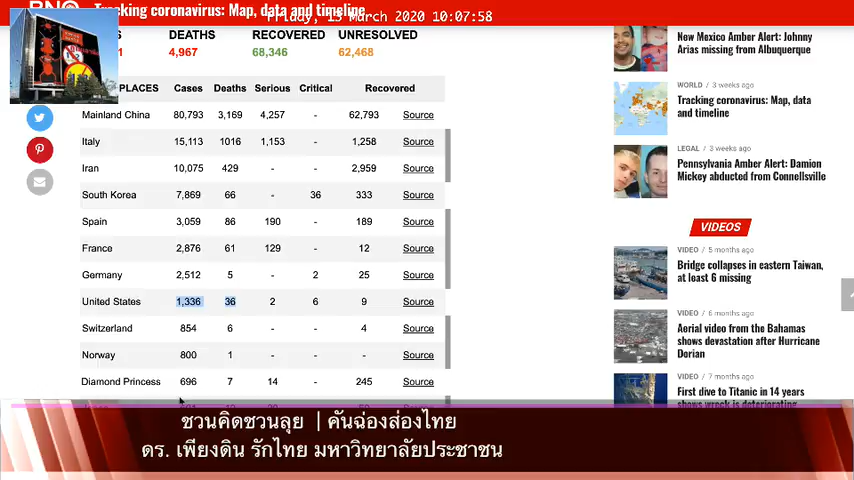 BNO Tracking coronavirus: Map, data and timeline
Friday, 13 March 2020 10:07:58
DEATHS RECOVERED UNRESOLVED
4,967 68,346 62,468
PLACES Cases Deaths Serious Critical Recovered
Mainland China 80,793 3,169 4,257 - 62,793 Source
Italy 15,113 1016 1,153 - 1,258 Source
Iran 10,075 429 - - 2,959 Source
South Korea 7,869 66 - 36 333 Source
Spain 3,059 86 190 - 189 Source
France 2,876 61 129 - 12 Source
Germany 2,512 5 - 2 25 Source
United States 1,336 36 2 6 9 Source
Switzerland 854 6 - 4 Source
Norway 800 1 - - - Source
Diamond Princess 696 7 14 - 245 Source
New Mexico Amber Alert: Johnny
Arias missing from Albuquerque
WORLD / 3 weeks ago
Tracking coronavirus: Map, data
and timeline
LEGAL / 3 weeks ago
Pennsylvania Amber Alert: Damion
Mickey abducted from Connellsville
VIDEOS
VIDEO / 5 months ago
Bridge collapses in eastern Taiwan,
at least 6 missing
VIDEO / 6 months ago
Aerial video from the Bahamas
shows devastation after Hurricane
Dorian
VIDEO / 7 months ago
First dive to Titanic in 14 years
shows wreck is deteriorating
ชวนคิดชวนลุย | คันฉ่องส่องไทย
ดร. เพียงดิน รักไทย มหาวิทยาลัยประชาชน